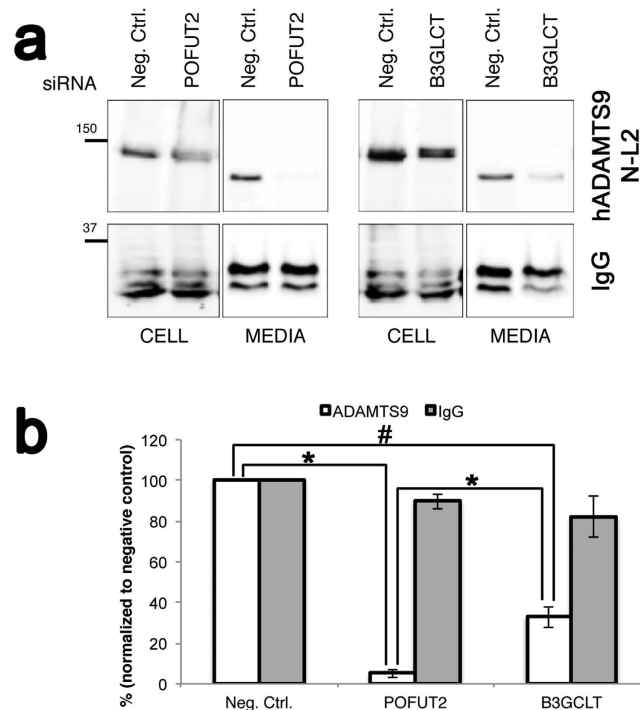 a
siRNA
Neg. Ctrl.
POFUT2
Neg. Ctrl.
POFUT2
Neg. Ctrl.
B3GLCT
Neg. Ctrl.
B3GLCT
150
37
hADAMTS9
N-L2
IgG
CELL
MEDIA
CELL
MEDIA
b
ADAMTS9 IgG
% (normalized to negative control)
120
100
80
60
40
20
0
#
*
*
Neg. Ctrl.
POFUT2
B3GCLT